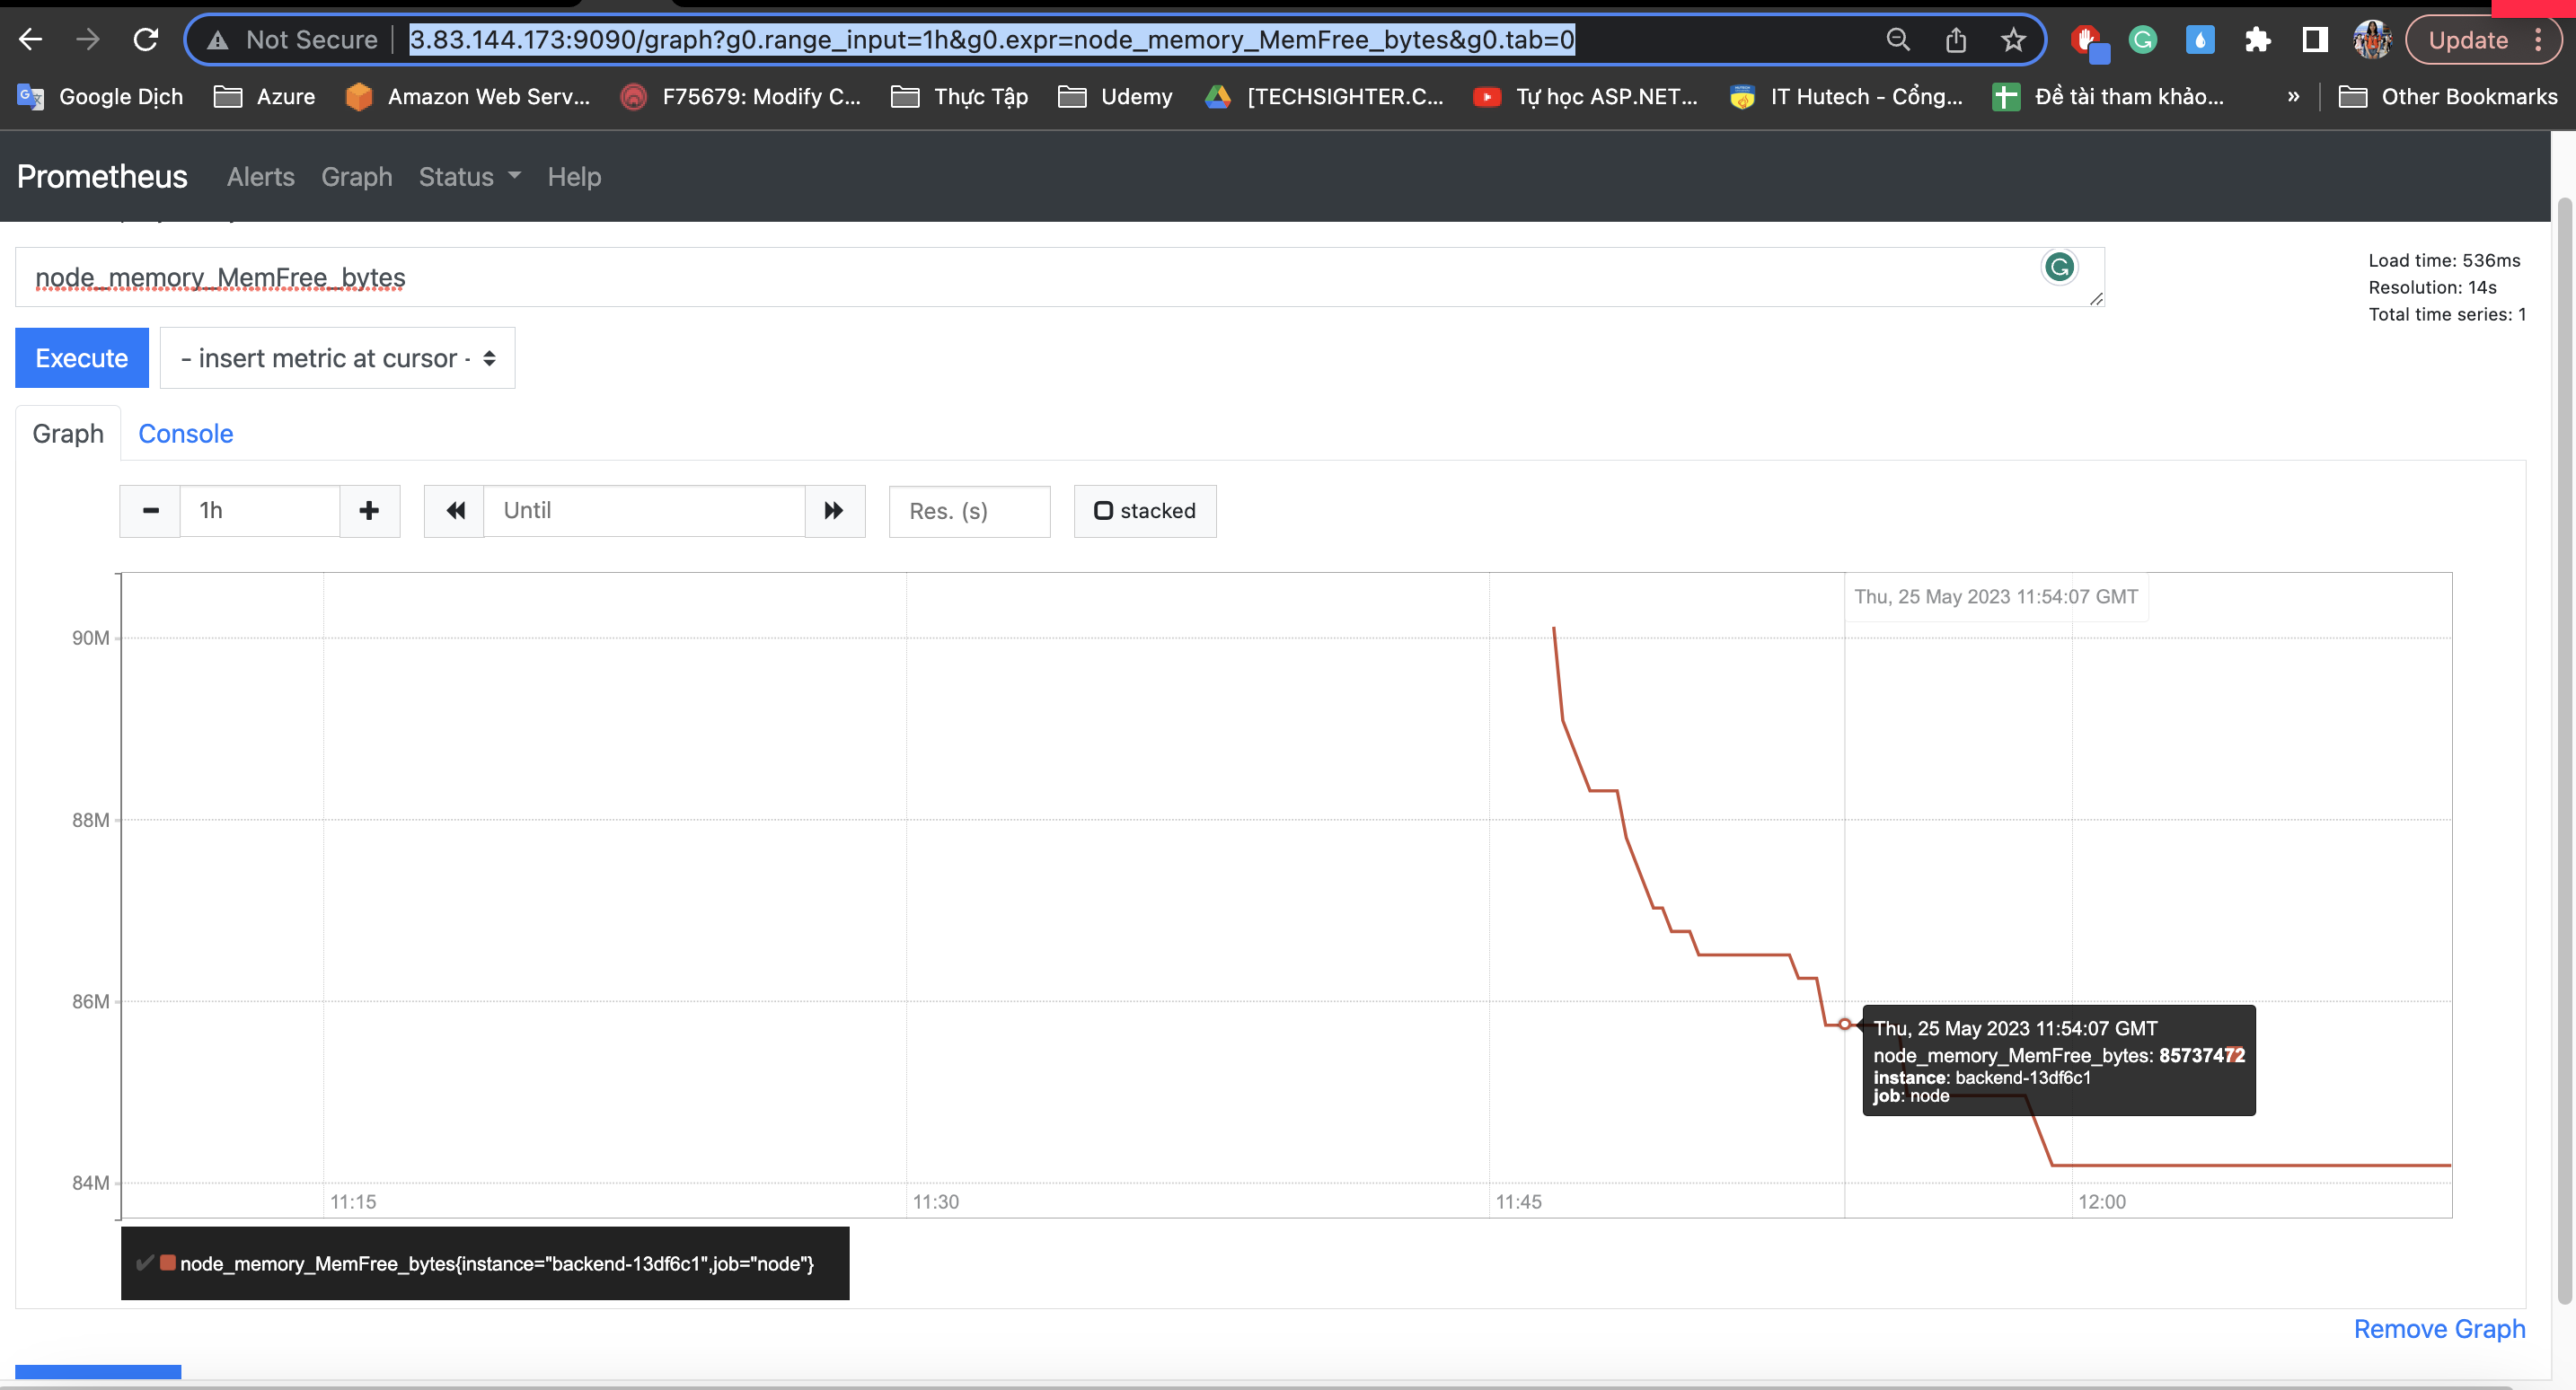 Not Secure | 3.83.144.173:9090/graph?g0.range_input=1h&g0.expr=node_memory_MemFree_bytes&g0.tab=0
Update
Google Dịch
Azure
Amazon Web Serv...
F75679: Modify C...
Thực Tập
Udemy
[TECHSIGHTER.C...
Tự học ASP.NET...
IT Hutech - Cổng...
Đề tài tham khảo...
»
Other Bookmarks
Prometheus Alerts Graph Status Help
node_memory_MemFree_bytes
Load time: 536ms
Resolution: 14s
Total time series: 1
Execute
- insert metric at cursor -
Graph
Console
1h
Until
Res. (s)
stacked
Thu, 25 May 2023 11:54:07 GMT
90M
88M
86M
84M
Thu, 25 May 2023 11:54:07 GMT
node_memory_MemFree_bytes: 85737472
instance: backend-13df6c1
job: node
11:15
11:30
11:45
12:00
node_memory_MemFree_bytes{instance="backend-13df6c1",job="node"}
Remove Graph